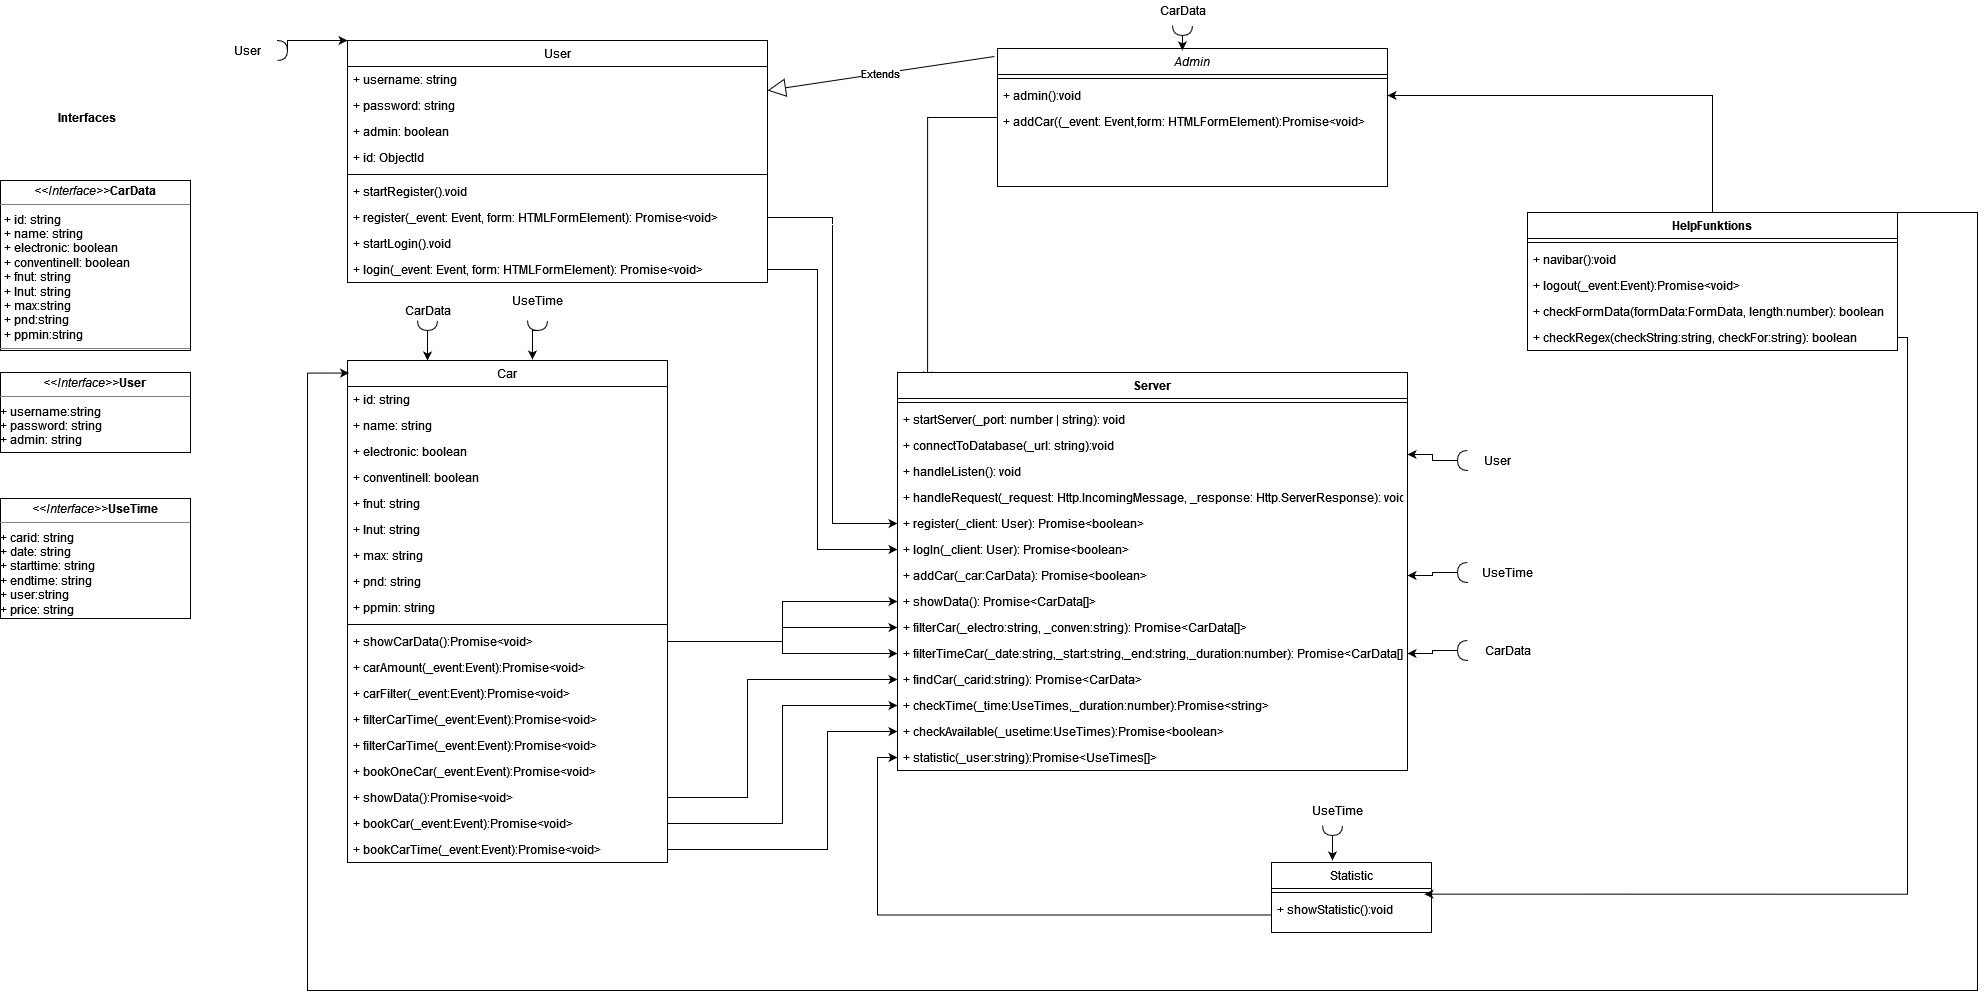 CarData
User
User
+ username: string
+ password: string
+ admin: boolean
+ id: ObjectId
+ startRegister().void
+ register(_event: Event, form: HTMLFormElement): Promise<void>
+ startLogin().void
+ login(_event: Event, form: HTMLFormElement): Promise<void>
Extends
Admin
+ admin():void
+ addCar((_event: Event,form: HTMLFormElement):Promise<void>
Interfaces
<<Interface>>CarData
+ id: string
+ name: string
+ electronic: boolean
+ conventinell: boolean
+ fnut: string
+ lnut: string
+ max:string
+ pnd:string
+ ppmin:string
<<Interface>>User
+ username:string
+ password: string
+ admin: string
<<Interface>>UseTime
+ carid: string
+ date: string
+ starttime: string
+ endtime: string
+ user:string
+ price: string
HelpFunktions
+ navibar():void
+ logout(_event:Event):Promise<void>
+ checkFormData(formData:FormData, length:number): boolean
+ checkRegex(checkString:string, checkFor:string): boolean
CarData
UseTime
Car
+ id: string
+ name: string
+ electronic: boolean
+ conventinell: boolean
+ fnut: string
+ lnut: string
+ max: string
+ pnd: string
+ ppmin: string
+ showCarData():Promise<void>
+ carAmount(_event:Event):Promise<void>
+ carFilter(_event:Event):Promise<void>
+ filterCarTime(_event:Event):Promise<void>
+ filterCarTime(_event:Event):Promise<void>
+ bookOneCar(_event:Event):Promise<void>
+ showData():Promise<void>
+ bookCar(_event:Event):Promise<void>
+ bookCarTime(_event:Event):Promise<void>
Server
+ startServer(_port: number | string): void
+ connectToDatabase(_url: string):void
+ handleListen(): void
+ handleRequest(_request: Http.IncomingMessage, _response: Http.ServerResponse): void
+ register(_client: User): Promise<boolean>
+ logIn(_client: User): Promise<boolean>
+ addCar(_car:CarData): Promise<boolean>
+ showData(): Promise<CarData[]>
+ filterCar(_electro:string, _conven:string): Promise<CarData[]>
+ filterTimeCar(_date:string,_start:string,_end:string,_duration:number): Promise<CarData[]
+ findCar(_carid:string): Promise<CarData>
+ checkTime(_time:UseTimes,_duration:number):Promise<string>
+ checkAvailable(_usetime:UseTimes):Promise<boolean>
+ statistic(_user:string):Promise<UseTimes[]>
User
UseTime
CarData
UseTime
Statistic
+ showStatistic():void